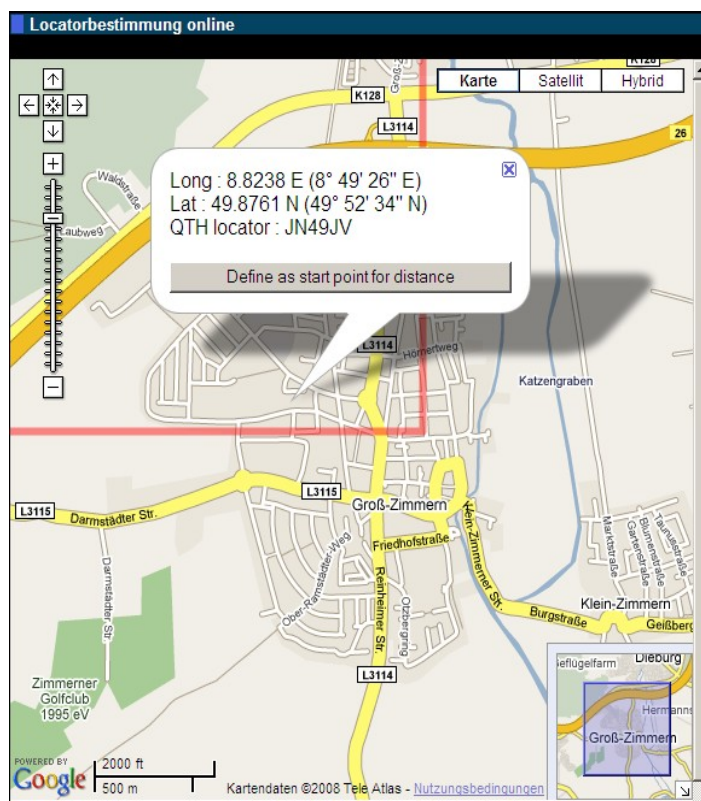 Locatorbestimmung online
Karte
Satellit
Hybrid
K128
L3114
26
Waldstraße
Laubweg
Long : 8.8238 E (8° 49' 26" E)
Lat : 49.8761 N (49° 52' 34" N)
QTH locator : JN49JV
Define as start point for distance
L3114
Hörnertweg
Katzengraben
L3115
L3115
Darmstädter Str.
Groß-Zimmern
Friedhofstraße
Klein-Zimmerner Str.
Darmstädter Str.
Ober-Ramstädter-Weg
Reinheimer Str.
Otzbergring
Marktstraße
Gartenstraße
Blumenstraße
Taunusstraße
Klein-Zimmern
Burgstraße
Geißberg
L3114
Zimmerner
Golfclub
1995 eV
Geflügelfarm
Dieburg
Hermanns
Groß-Zimmern
POWERED BY
Google
2000 ft
500 m
Kartendaten ©2008 Tele Atlas - Nutzungsbedingungen